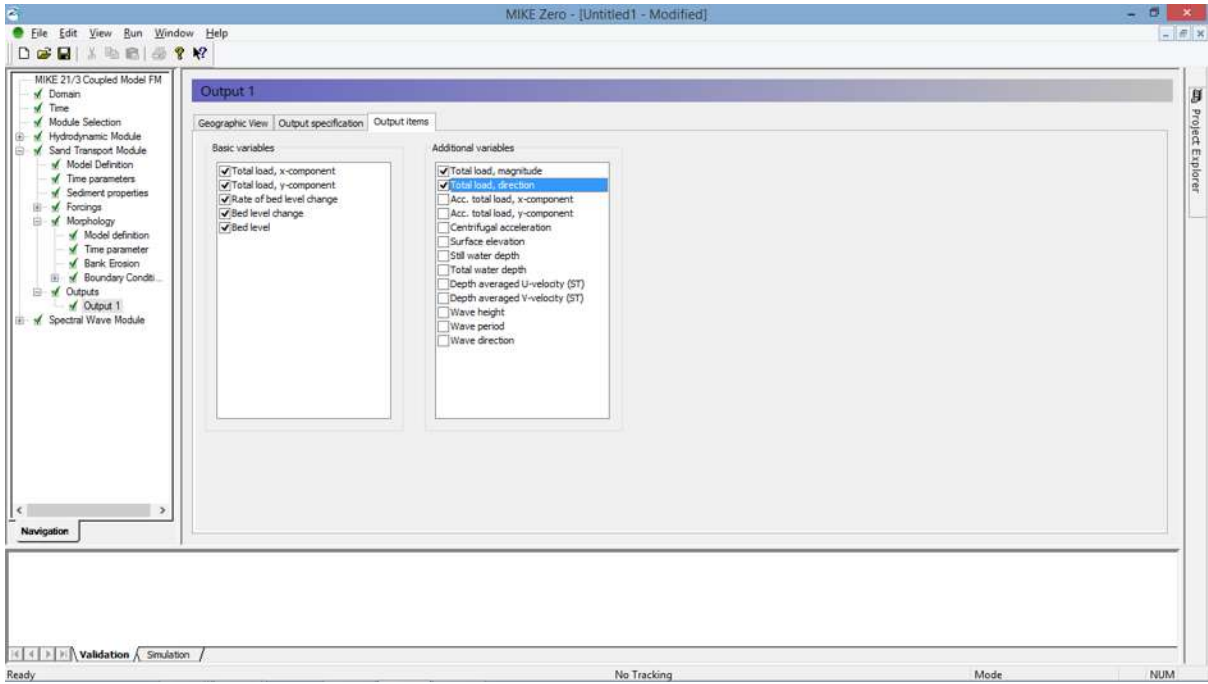 MIKE Zero - [Untitled1 - Modified]
File Edit View Run Window Help
MIKE 21/3 Coupled Model FM
Domain
Time
Module Selection
Hydrodynamic Module
Sand Transport Module
Model Definition
Time parameters
Sediment properties
Forcings
Morphology
Model definition
Time parameter
Bank Erosion
Boundary Conditi...
Outputs
Output 1
Spectral Wave Module
Navigation
Output 1
Geographic View Output specification Output items
Basic variables
Total load, x-component
Total load, y-component
Rate of bed level change
Bed level change
Bed level
Additional variables
Total load, magnitude
Total load, direction
Acc. total load, x-component
Acc. total load, y-component
Centrifugal acceleration
Surface elevation
Still water depth
Total water depth
Depth averaged U-velocity (ST)
Depth averaged V-velocity (ST)
Wave height
Wave period
Wave direction
Project Explorer
Validation Simulation
Ready No Tracking Mode NUM